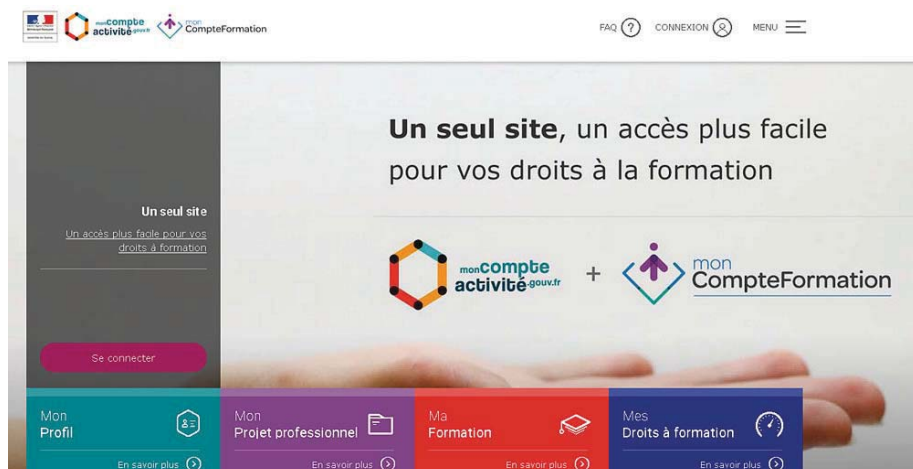 moncompte
activité.gouv.fr
mon
CompteFormation
FAQ ?
CONNEXION
MENU
Un seul site, un accès plus facile
pour vos droits à la formation
Un seul site
Un accès plus facile pour vos
droits à formation
Se connecter
moncompte
activité.gouv.fr
+
mon
CompteFormation
Mon
Profil
En savoir plus
Mon
Projet professionnel
En savoir plus
Ma
Formation
En savoir plus
Mes
Droits à formation
En savoir plus